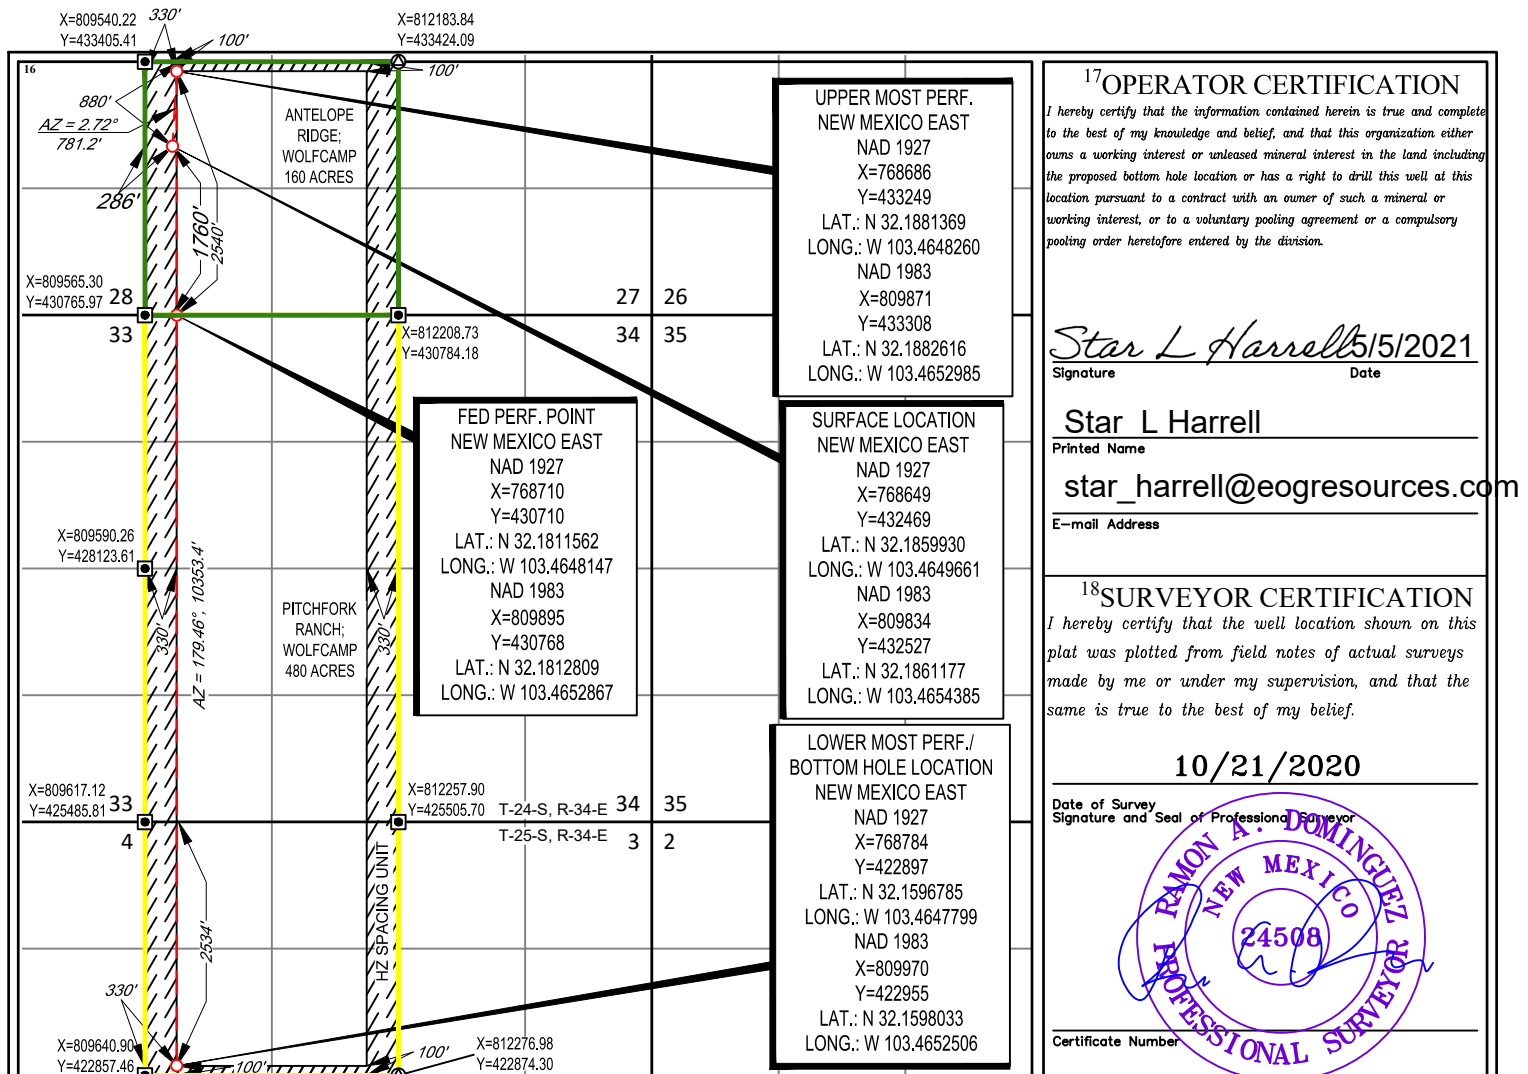 X=809540.22
Y=433405.41
330'
100'
X=812183.84
Y=433424.09
16
100'
880'
AZ = 2.72°
781.2'
286'
1760'
2540'
ANTELOPE
RIDGE;
WOLFCAMP
160 ACRES
X=809565.30
Y=430765.97
28
33
27
26
34
35
X=812208.73
Y=430784.18
UPPER MOST PERF.
NEW MEXICO EAST
NAD 1927
X=768686
Y=433249
LAT.: N 32.1881369
LONG.: W 103.4648260
NAD 1983
X=809871
Y=433308
LAT.: N 32.1882616
LONG.: W 103.4652985
FED PERF. POINT
NEW MEXICO EAST
NAD 1927
X=768710
Y=430710
LAT.: N 32.1811562
LONG.: W 103.4648147
NAD 1983
X=809895
Y=430768
LAT.: N 32.1812809
LONG.: W 103.4652867
SURFACE LOCATION
NEW MEXICO EAST
NAD 1927
X=768649
Y=432469
LAT.: N 32.1859930
LONG.: W 103.4649661
NAD 1983
X=809834
Y=432527
LAT.: N 32.1861177
LONG.: W 103.4654385
X=809590.26
Y=428123.61
330'
AZ = 179.46°, 10353.4'
PITCHFORK
RANCH;
WOLFCAMP
480 ACRES
330'
X=809617.12
Y=425485.81
33
4
X=812257.90
Y=425505.70
T-24-S, R-34-E
T-25-S, R-34-E
34
35
3
2
HZ SPACING UNIT
2534'
330'
100'
100'
X=809640.90
Y=422857.46
X=812276.98
Y=422874.30
LOWER MOST PERF./
BOTTOM HOLE LOCATION
NEW MEXICO EAST
NAD 1927
X=768784
Y=422897
LAT.: N 32.1596785
LONG.: W 103.4647799
NAD 1983
X=809970
Y=422955
LAT.: N 32.1598033
LONG.: W 103.4652506
17OPERATOR CERTIFICATION
I hereby certify that the information contained herein is true and complete
to the best of my knowledge and belief, and that this organization either
owns a working interest or unleased mineral interest in the land including
the proposed bottom hole location or has a right to drill this well at this
location pursuant to a contract with an owner of such a mineral or
working interest, or to a voluntary pooling agreement or a compulsory
pooling order heretofore entered by the division.
Star L Harrell 5/5/2021
Signature Date
Star L Harrell
Printed Name
star_harrell@eogresources.com
E-mail Address
18SURVEYOR CERTIFICATION
I hereby certify that the well location shown on this
plat was plotted from field notes of actual surveys
made by me or under my supervision, and that the
same is true to the best of my belief.
10/21/2020
Date of Survey
Signature and Seal of Professional Surveyor
RAMON A. DOMINGUEZ
NEW MEXICO
24508
PROFESSIONAL SURVEYOR
Certificate Number